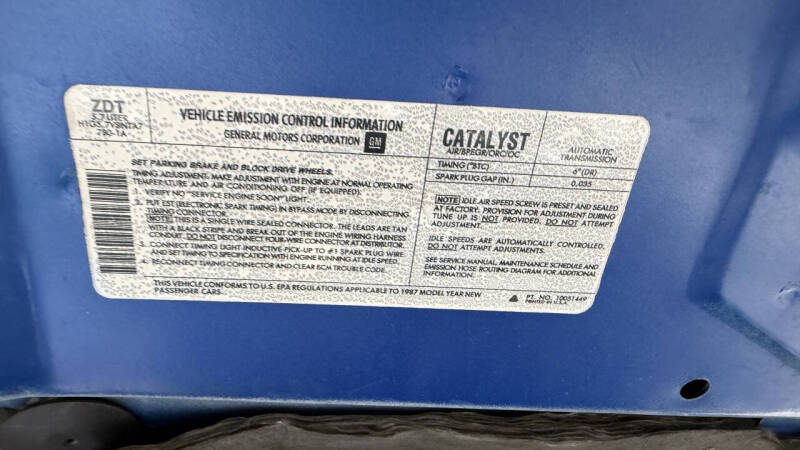 ZDT
5.7 LITER
H1G5.7V8NTA7
7B0-1A
VEHICLE EMISSION CONTROL INFORMATION
GENERAL MOTORS CORPORATION GM
SET PARKING BRAKE AND BLOCK DRIVE WHEELS.
TIMING ADJUSTMENT: MAKE ADJUSTMENT WITH ENGINE AT NORMAL OPERATING
TEMPERATURE AND AIR CONDITIONING OFF (IF EQUIPPED).
1. VERIFY NO "SERVICE ENGINE SOON" LIGHT.
2. PUT EST (ELECTRONIC SPARK TIMING) IN BYPASS MODE BY DISCONNECTING
TIMING CONNECTOR.
NOTE: THIS IS A SINGLE WIRE SEALED CONNECTOR. THE LEADS ARE TAN
WITH A BLACK STRIPE AND BREAK OUT OF THE ENGINE WIRING HARNESS
CONDUIT. DO NOT DISCONNECT FOUR-WIRE CONNECTOR AT DISTRIBUTOR.
3. CONNECT TIMING LIGHT INDUCTIVE PICK-UP TO #1 SPARK PLUG WIRE
AND SET TIMING TO SPECIFICATION WITH ENGINE RUNNING AT IDLE SPEED.
4. RECONNECT TIMING CONNECTOR AND CLEAR ECM TROUBLE CODE.
CATALYST
AIR/BPEGR/ORC/OC
AUTOMATIC
TRANSMISSION
TIMING (°BTC) 6° (DR)
SPARK PLUG GAP (IN.) 0.035
NOTE: IDLE AIR SPEED SCREW IS PRESET AND SEALED
AT FACTORY. PROVISION FOR ADJUSTMENT DURING
TUNE UP IS NOT PROVIDED. DO NOT ATTEMPT
ADJUSTMENT.
IDLE SPEEDS ARE AUTOMATICALLY CONTROLLED,
DO NOT ATTEMPT ADJUSTMENTS.
SEE SERVICE MANUAL, MAINTENANCE SCHEDULE AND
EMISSION HOSE ROUTING DIAGRAM FOR ADDITIONAL
INFORMATION.
THIS VEHICLE CONFORMS TO U.S. EPA REGULATIONS APPLICABLE TO 1987 MODEL YEAR NEW
PASSENGER CARS.
PT. NO. 10051449
PRINTED IN U.S.A.